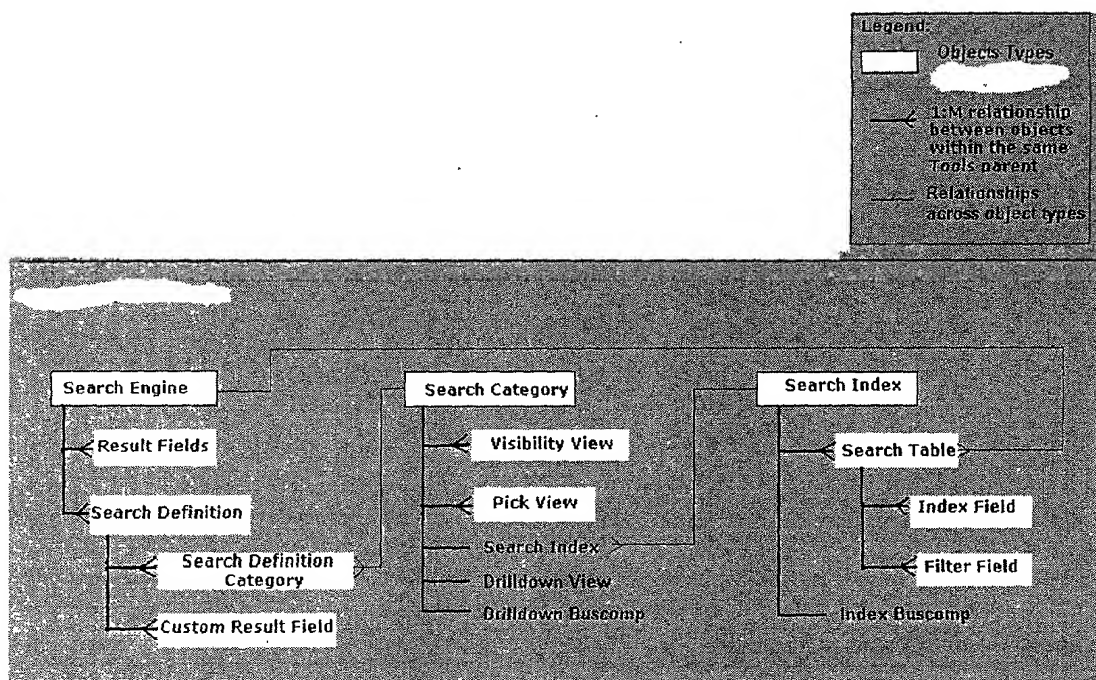 Legend:
Objects Types
1:M relationship
between objects
within the same
Tools parent
Relationships
across object types
Search Engine
Result Fields
Search Definition
Search Definition
Category
Custom Result Field
Search Category
Visibility View
Pick View
Search Index
Drilldown View
Drilldown Buscomp
Search Index
Search Table
Index Field
Filter Field
Index Buscomp